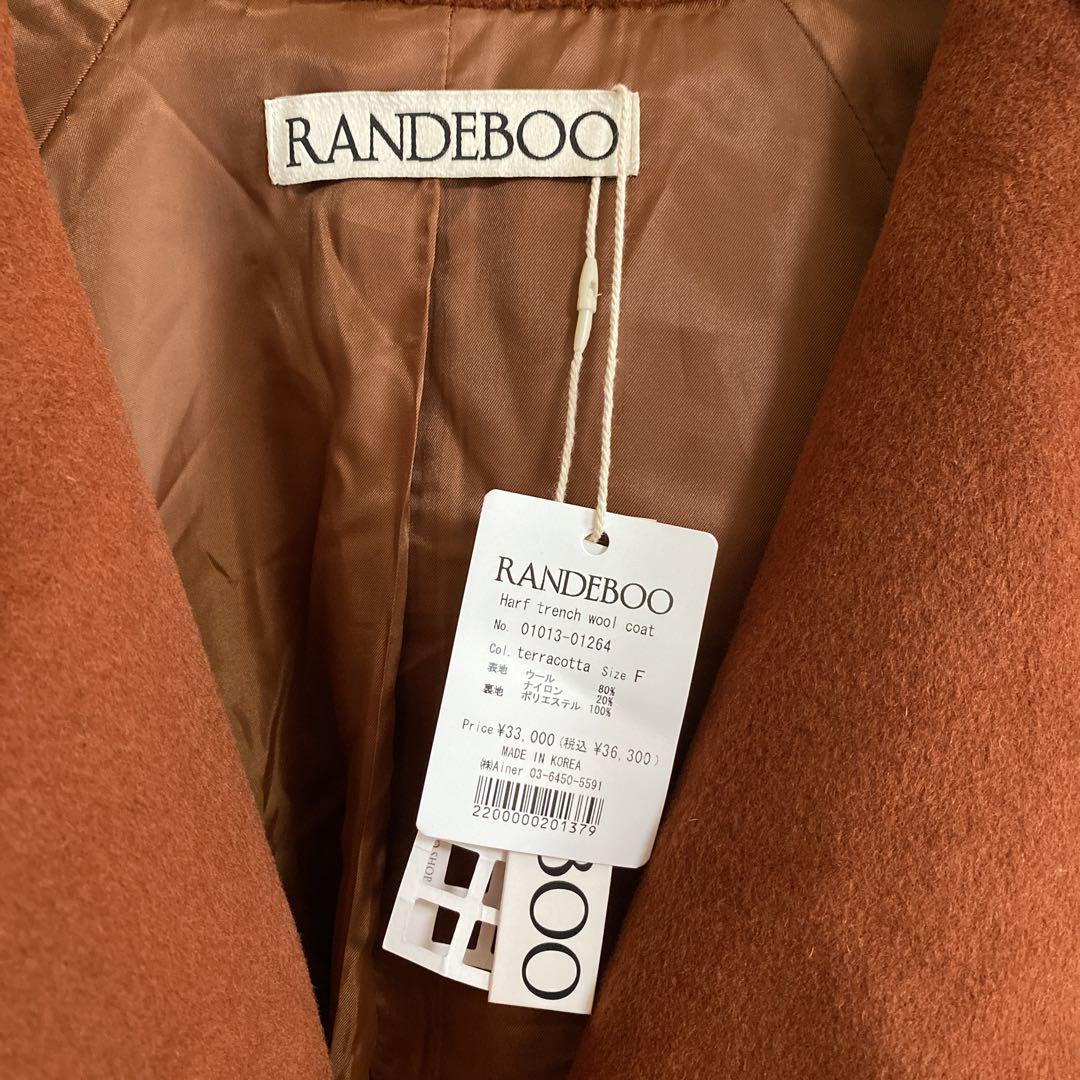 RANDEBOO
RANDEBOO
Harf trench wool coat
No. 01013-01264
Col. terracotta Size F
表地 ウール 80%
ナイロン 20%
裏地 ポリエステル 100%
Price ¥33,000(税込 ¥36,300)
MADE IN KOREA
㈱Ainer 03-6450-5591
2200000201379
BOO
SHOP